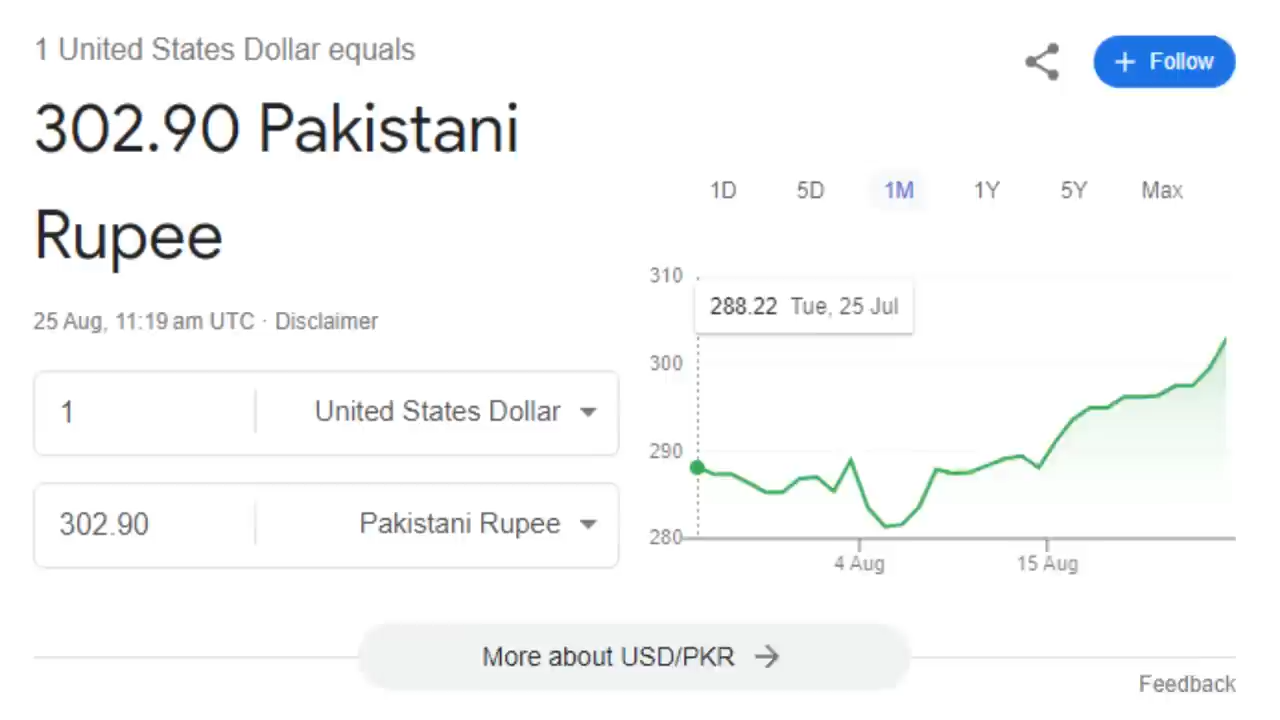 1 United States Dollar equals
302.90 Pakistani
Rupee
25 Aug, 11:19 am UTC · Disclaimer
1 United States Dollar
302.90 Pakistani Rupee
Follow
1D 5D 1M 1Y 5Y Max
310
288.22 Tue, 25 Jul
300
290
280
4 Aug 15 Aug
More about USD/PKR
Feedback